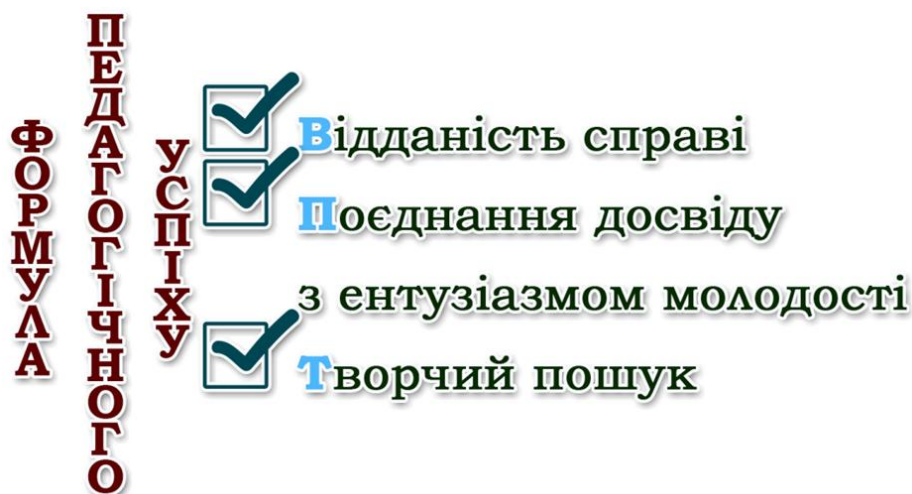 ФОРМУЛА
ПЕДАГОГІЧНОГО
УСПІХУ
Відданість справі
Поєднання досвіду
з ентузіазмом молодості
Творчий пошук